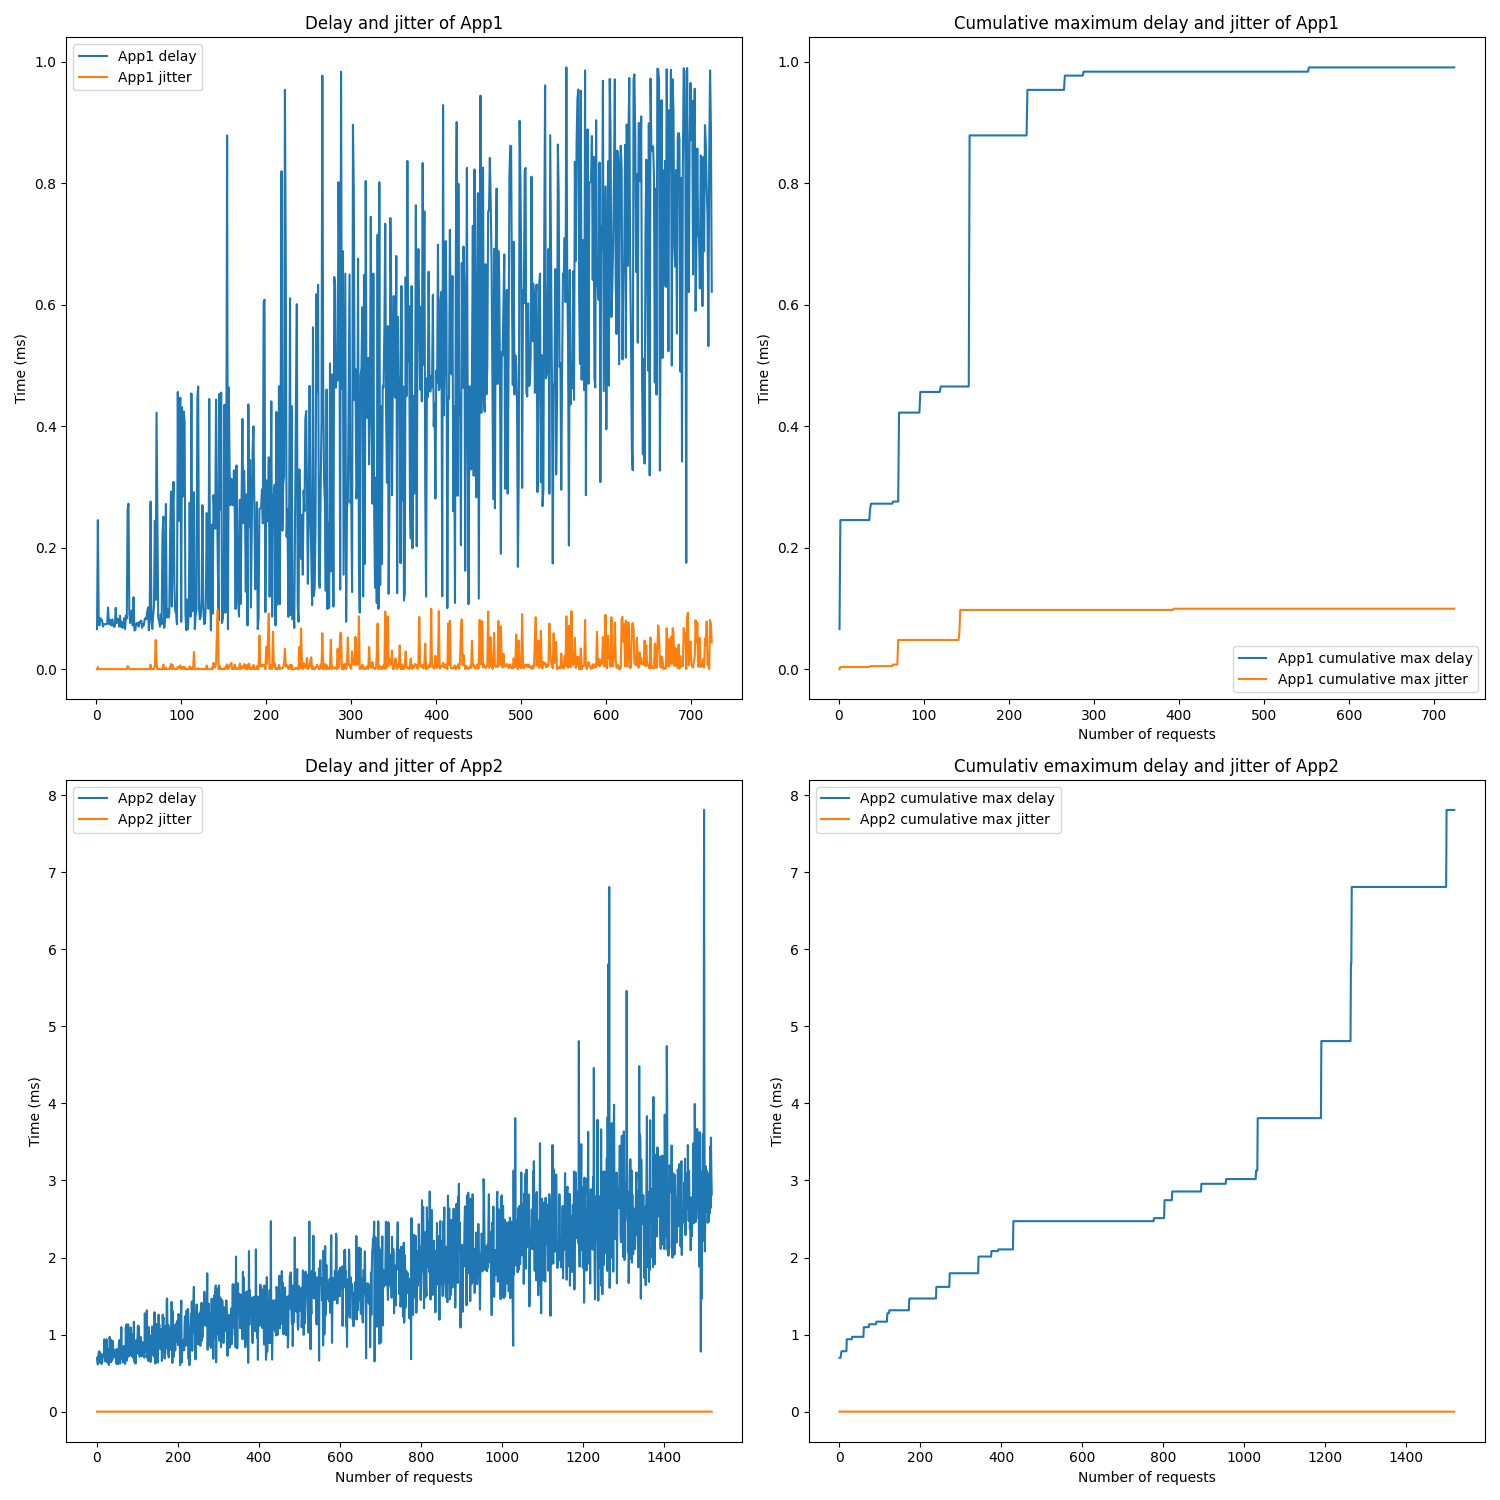 Delay and jitter of App1
App1 delay
App1 jitter
1.0
0.8
0.6
0.4
0.2
0.0
Time (ms)
0 100 200 300 400 500 600 700
Number of requests
Cumulative maximum delay and jitter of App1
1.0
0.8
0.6
0.4
0.2
0.0
Time (ms)
App1 cumulative max delay
App1 cumulative max jitter
0 100 200 300 400 500 600 700
Number of requests
Delay and jitter of App2
App2 delay
App2 jitter
8
7
6
5
4
3
2
1
0
Time (ms)
0 200 400 600 800 1000 1200 1400
Number of requests
Cumulativ emaximum delay and jitter of App2
App2 cumulative max delay
App2 cumulative max jitter
8
7
6
5
4
3
2
1
0
Time (ms)
0 200 400 600 800 1000 1200 1400
Number of requests